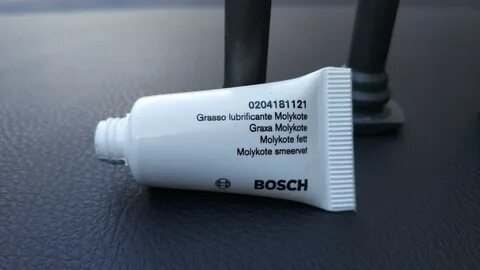 0204181121
Grasso lubrificante Molykote
Graxa Molykote
Molykote fett
Molykote smeervet
BOSCH